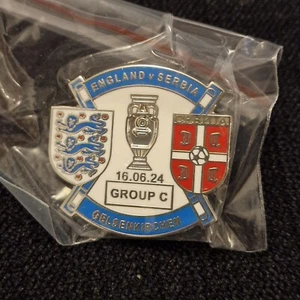 ENGLAND v SERBIA
16.06.24
GROUP C
GELSENKIRCHEN